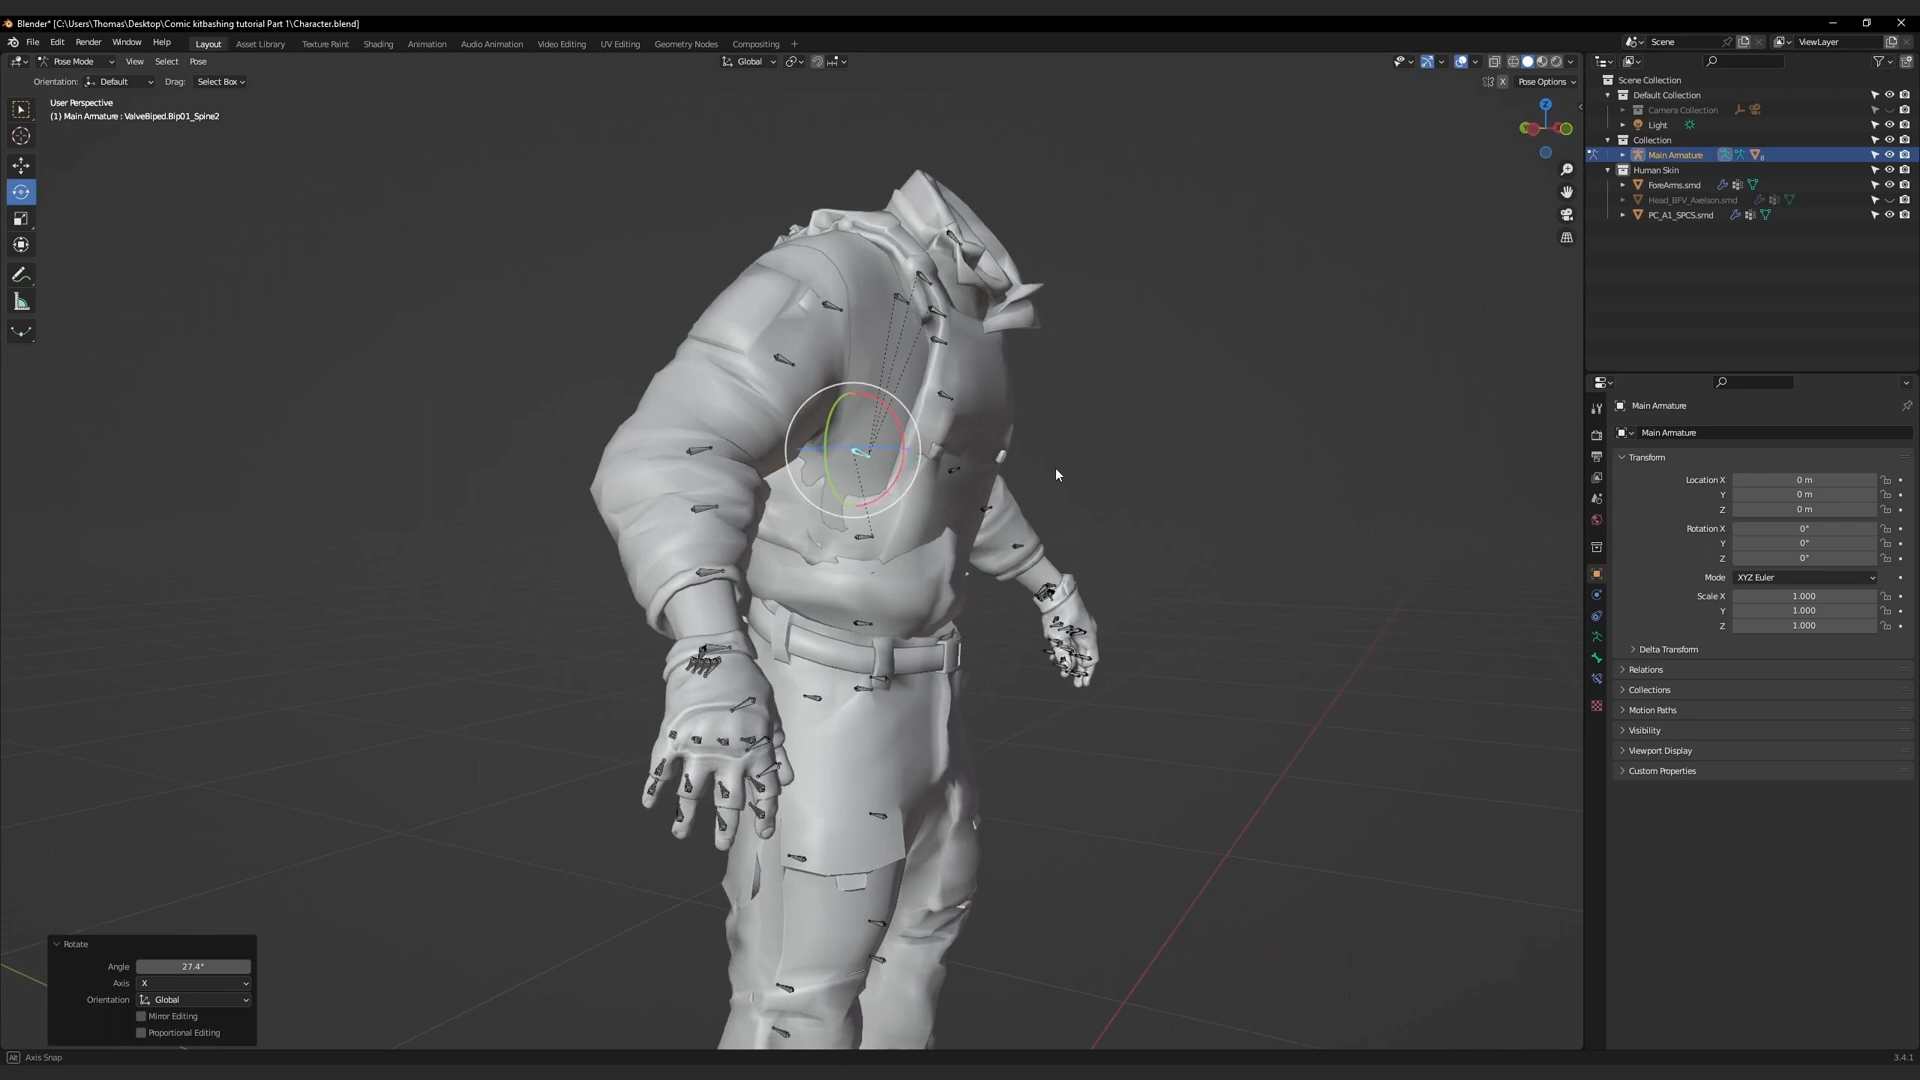 Blender* [C:\Users\Thomas\Desktop\Comic kitbashing tutorial Part 1\Character.blend]
File Edit Render Window Help
Layout Asset Library Texture Paint Shading Animation Audio Animation Video Editing UV Editing Geometry Nodes Compositing +
Scene
ViewLayer
Pose Mode View Select Pose
Global
Orientation: Default Drag: Select Box
X Pose Options
User Perspective
(1) Main Armature : ValveBiped.Bip01_Spine2
Z
Scene Collection
Default Collection
Camera Collection
Light
Collection
Main Armature
Human Skin
ForeArms.smd
Head_BFV_Axelson.smd
PC_A1_SPCS.smd
Main Armature
Main Armature
Transform
Location X 0 m
Y 0 m
Z 0 m
Rotation X 0°
Y 0°
Z 0°
Mode XYZ Euler
Scale X 1.000
Y 1.000
Z 1.000
Delta Transform
Relations
Collections
Motion Paths
Visibility
Viewport Display
Custom Properties
Rotate
Angle 27.4°
Axis X
Orientation Global
Mirror Editing
Proportional Editing
Alt Axis Snap
3.4.1